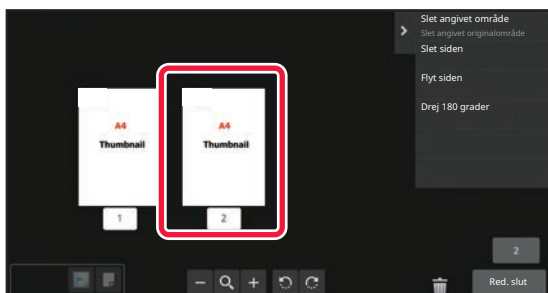 Slet angivet område
Slet angivet originalområde
Slet siden
Flyt siden
Drej 180 grader
A4
Thumbnail
1
A4
Thumbnail
2
2
Red. slut